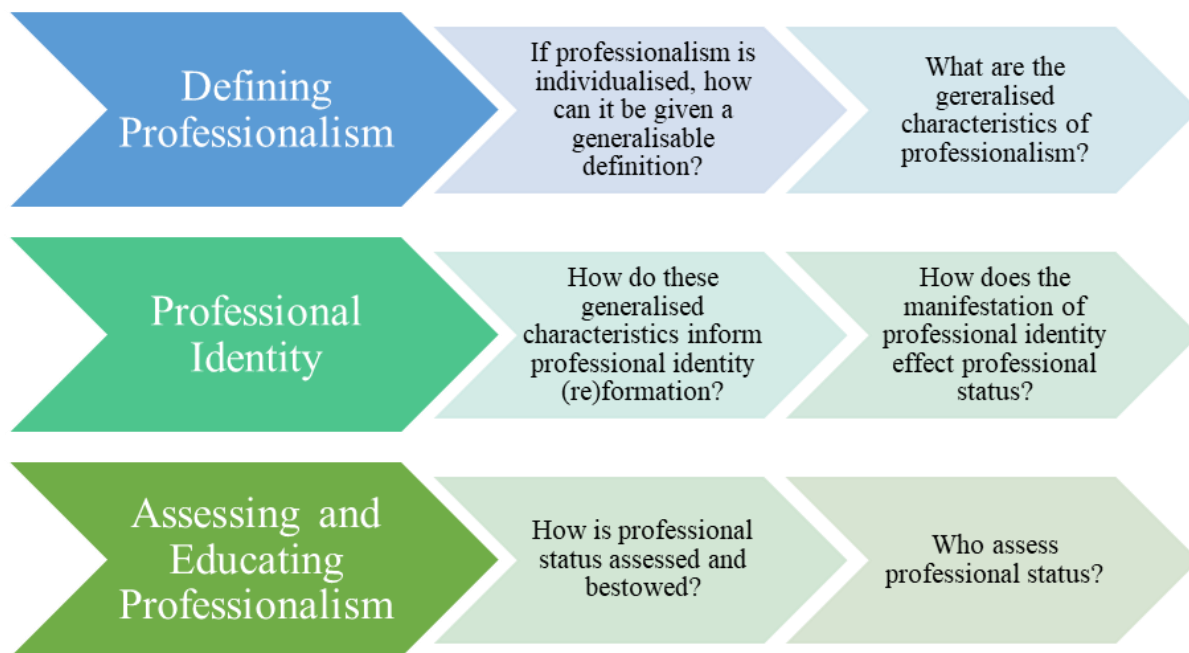 Defining
Professionalism
If professionalism is
individualised, how
can it be given a
generalisable
definition?
What are the
gereralised
characteristics of
professionalism?
Professional
Identity
How do these
generalised
characteristics inform
professional identity
(re)formation?
How does the
manifestation of
professional identity
effect professional
status?
Assessing and
Educating
Professionalism
How is professional
status assessed and
bestowed?
Who assess
professional status?